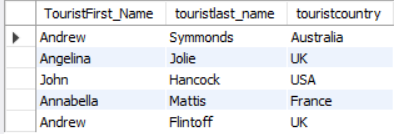 TouristFirst_Name touristlast_name touristcountry
Andrew Symmonds Australia
Angelina Jolie UK
John Hancock USA
Annabella Mattis France
Andrew Flintoff UK